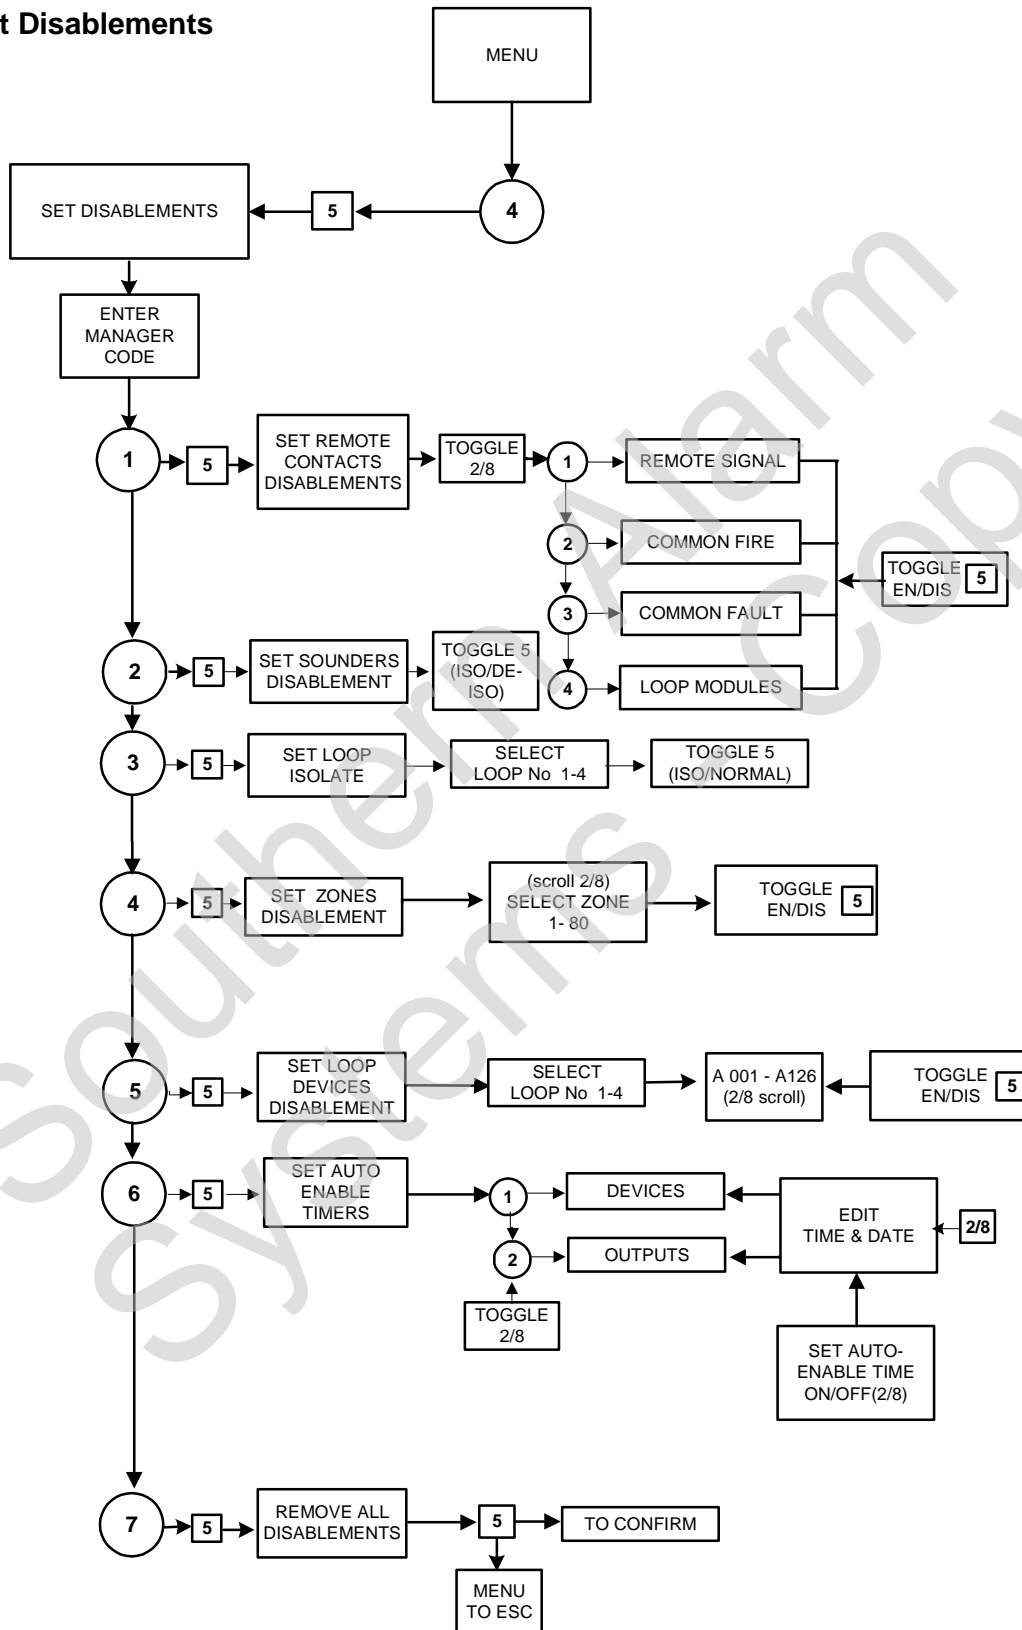 t Disablements
MENU
4
5
SET DISABLEMENTS
ENTER
MANAGER
CODE
1
5
SET REMOTE
CONTACTS
DISABLEMENTS
TOGGLE
2/8
1
REMOTE SIGNAL
2
COMMON FIRE
3
COMMON FAULT
4
LOOP MODULES
TOGGLE
EN/DIS
5
2
5
SET SOUNDERS
DISABLEMENT
TOGGLE 5
(ISO/DE-
ISO)
3
5
SET LOOP
ISOLATE
SELECT
LOOP No 1-4
TOGGLE 5
(ISO/NORMAL)
4
5
SET ZONES
DISABLEMENT
(scroll 2/8)
SELECT ZONE
1- 80
TOGGLE
EN/DIS
5
5
5
SET LOOP
DEVICES
DISABLEMENT
SELECT
LOOP No 1-4
A 001 - A126
(2/8 scroll)
TOGGLE
EN/DIS
5
6
5
SET AUTO
ENABLE
TIMERS
1
DEVICES
2
OUTPUTS
TOGGLE
2/8
EDIT
TIME & DATE
2/8
SET AUTO-
ENABLE TIME
ON/OFF(2/8)
7
5
REMOVE ALL
DISABLEMENTS
5
TO CONFIRM
MENU
TO ESC
Southern Alarm
Systems - Copy